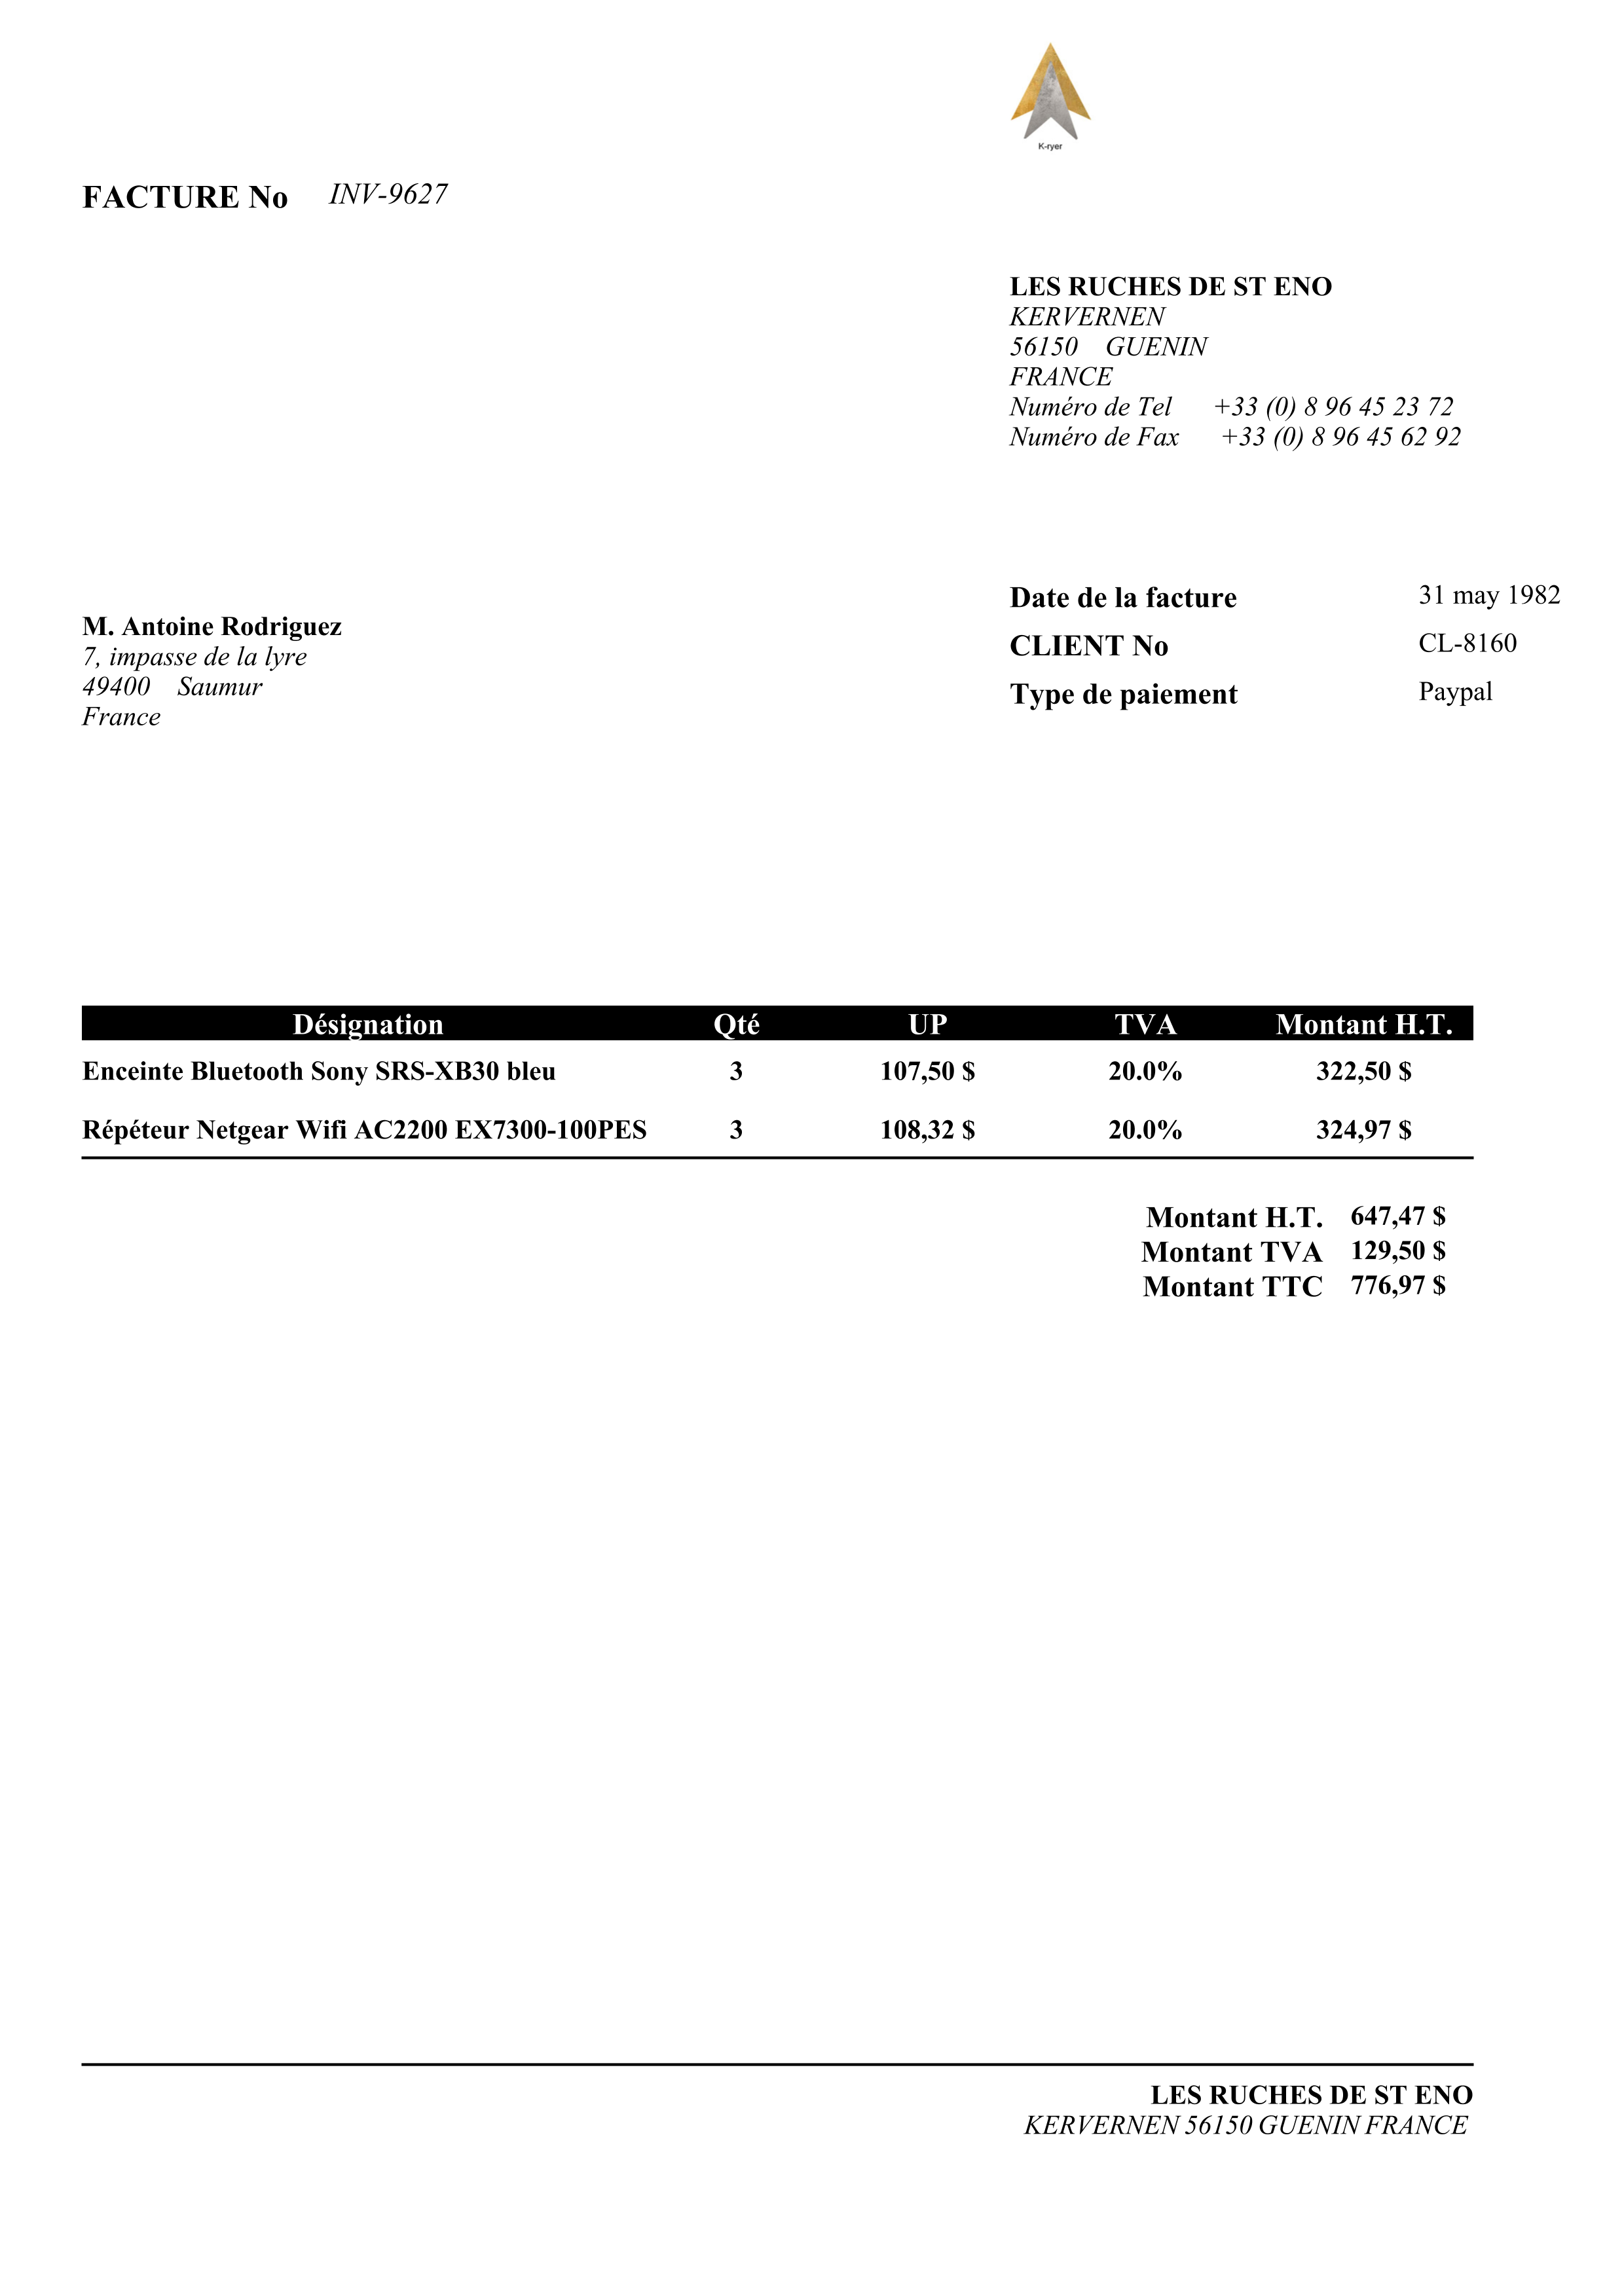 K-ryer
FACTURE No INV-9627
LES RUCHES DE ST ENO
KERVERNEN
56150 GUENIN
FRANCE
Numéro de Tel +33 (0) 8 96 45 23 72
Numéro de Fax +33 (0) 8 96 45 62 92
M. Antoine Rodriguez
7, impasse de la lyre
49400 Saumur
France
Date de la facture 31 may 1982
CLIENT No CL-8160
Type de paiement Paypal
Désignation Qté UP TVA Montant H.T.
Enceinte Bluetooth Sony SRS-XB30 bleu 3 107,50 $ 20.0% 322,50 $
Répéteur Netgear Wifi AC2200 EX7300-100PES 3 108,32 $ 20.0% 324,97 $
Montant H.T. 647,47 $
Montant TVA 129,50 $
Montant TTC 776,97 $
LES RUCHES DE ST ENO
KERVERNEN 56150 GUENIN FRANCE